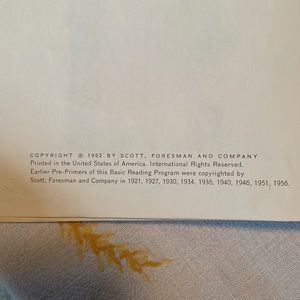 COPYRIGHT © 1962 BY SCOTT, FORESMAN AND COMPANY
Printed in the United States of America. International Rights Reserved.
Earlier Pre-Primers of this Basic Reading Program were copyrighted by
Scott, Foresman and Company in 1921, 1927, 1930, 1934, 1936, 1940, 1946, 1951, 1956.